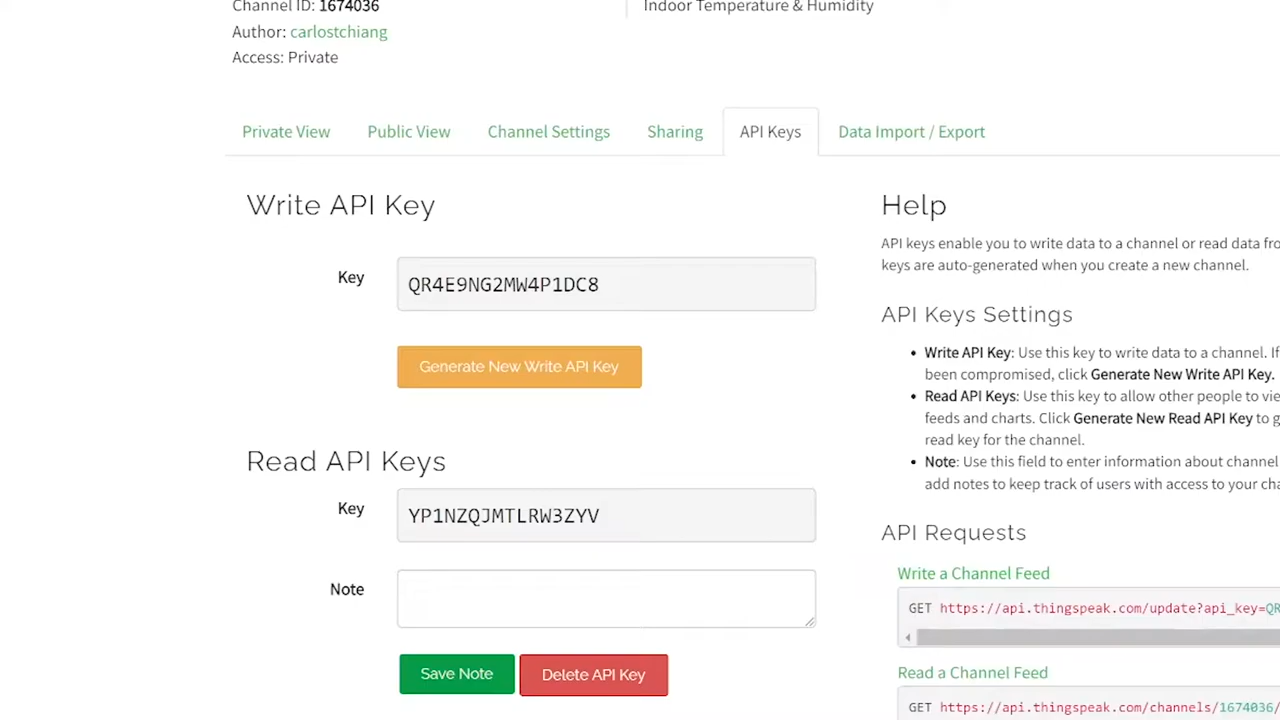 Channel ID: 1674036
Author: carlostchiang
Access: Private
Indoor Temperature & Humidity
Private View
Public View
Channel Settings
Sharing
API Keys
Data Import / Export
Write API Key
Key
QR4E9NG2MW4P1DC8
Generate New Write API Key
Read API Keys
Key
YP1NZQJMTLRW3ZYV
Note
Save Note
Delete API Key
Help
API keys enable you to write data to a channel or read data fro
keys are auto-generated when you create a new channel.
API Keys Settings
Write API Key: Use this key to write data to a channel. If
been compromised, click Generate New Write API Key.
Read API Keys: Use this key to allow other people to vie
feeds and charts. Click Generate New Read API Key to g
read key for the channel.
Note: Use this field to enter information about channel
add notes to keep track of users with access to your cha
API Requests
Write a Channel Feed
GET https://api.thingspeak.com/update?api_key=QR
Read a Channel Feed
GET https://api.thingspeak.com/channels/1674036/